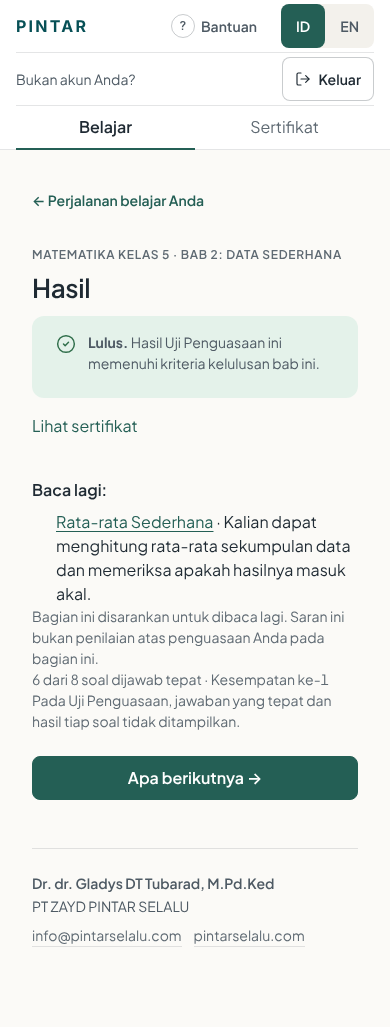 PINTAR
? Bantuan
ID
EN
Bukan akun Anda?
Keluar
Belajar
Sertifikat
← Perjalanan belajar Anda
MATEMATIKA KELAS 5 · BAB 2: DATA SEDERHANA
Hasil
Lulus. Hasil Uji Penguasaan ini
memenuhi kriteria kelulusan bab ini.
Lihat sertifikat
Baca lagi:
Rata-rata Sederhana · Kalian dapat
menghitung rata-rata sekumpulan data
dan memeriksa apakah hasilnya masuk
akal.
Bagian ini disarankan untuk dibaca lagi. Saran ini
bukan penilaian atas penguasaan Anda pada
bagian ini.
6 dari 8 soal dijawab tepat · Kesempatan ke-1
Pada Uji Penguasaan, jawaban yang tepat dan
hasil tiap soal tidak ditampilkan.
Apa berikutnya →
Dr. dr. Gladys DT Tubarad, M.Pd.Ked
PT ZAYD PINTAR SELALU
info@pintarselalu.com pintarselalu.com